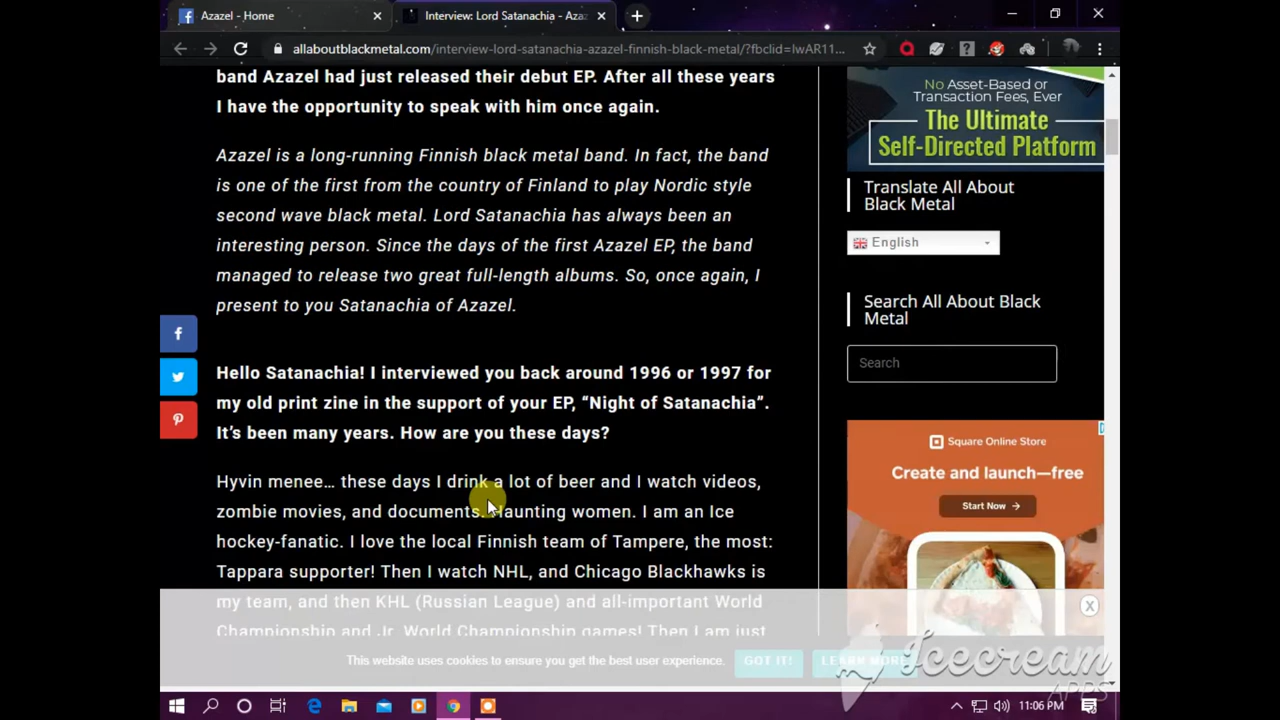 Azazel - Home
Interview: Lord Satanachia - Aza
allaboutblackmetal.com/interview-lord-satanachia-azazel-finnish-black-metal/?fbclid=IwAR11...
band Azazel had just released their debut EP. After all these years
I have the opportunity to speak with him once again.
Azazel is a long-running Finnish black metal band. In fact, the band
is one of the first from the country of Finland to play Nordic style
second wave black metal. Lord Satanachia has always been an
interesting person. Since the days of the first Azazel EP, the band
managed to release two great full-length albums. So, once again, I
present to you Satanachia of Azazel.
Hello Satanachia! I interviewed you back around 1996 or 1997 for
my old print zine in the support of your EP, “Night of Satanachia”.
It’s been many years. How are you these days?
Hyvin menee… these days I drink a lot of beer and I watch videos,
zombie movies, and documents. Haunting women. I am an Ice
hockey-fanatic. I love the local Finnish team of Tampere, the most:
Tappara supporter! Then I watch NHL, and Chicago Blackhawks is
my team, and then KHL (Russian League) and all-important World
Championship and Jr. World Championship games! Then I am just
No Asset-Based or
Transaction Fees, Ever
The Ultimate
Self-Directed Platform
Translate All About
Black Metal
English
Search All About Black
Metal
Search
Square Online Store
Create and launch—free
Start Now →
X
This website uses cookies to ensure you get the best user experience.
GOT IT!
LEARN MORE
Icecream
APPS
11:06 PM